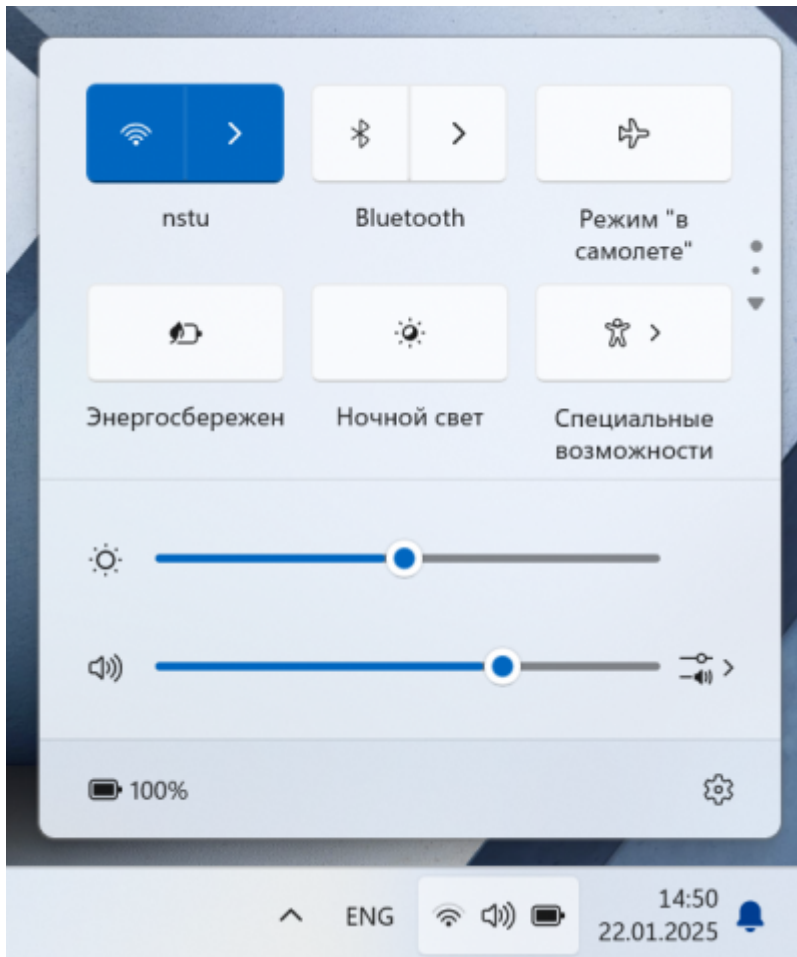 nstu
Bluetooth
Режим "в
самолете"
Энергосбережен
Ночной свет
Специальные
возможности
100%
ENG
14:50
22.01.2025